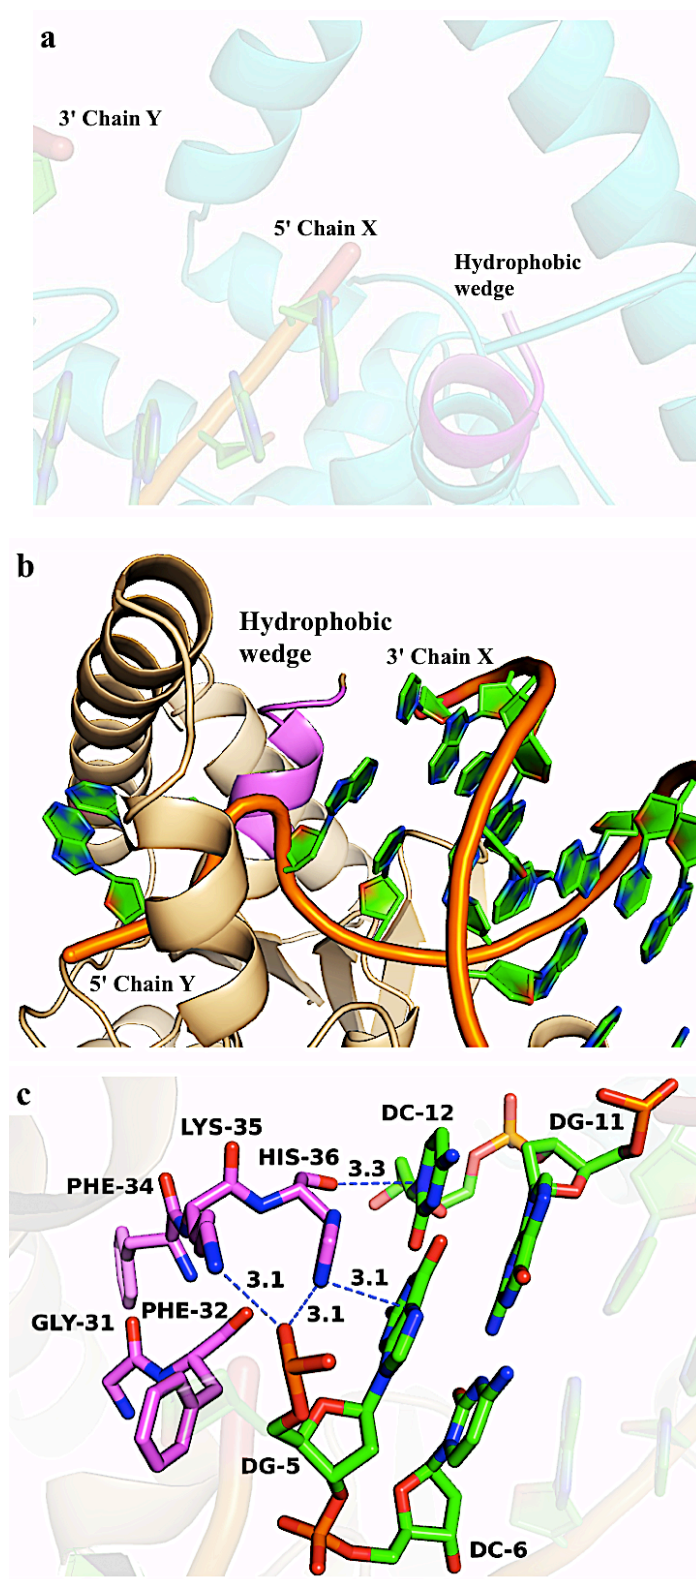 a
3' Chain Y
5' Chain X
Hydrophobic
wedge
b
Hydrophobic
wedge
3' Chain X
5' Chain Y
c
LYS-35
DC-12
DG-11
HIS-36
3.3
PHE-34
3.1
3.1
3.1
GLY-31
PHE-32
DG-5
DC-6